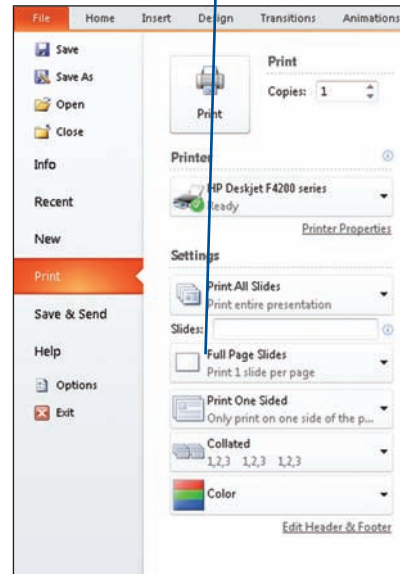 File Home Insert Design Transitions Animations
Save
Save As
Open
Close
Info
Recent
New
Print
Save & Send
Help
Options
Exit
Print
Print
Copies: 1
Printer
HP Deskjet F4200 series
Ready
Printer Properties
Settings
Print All Slides
Print entire presentation
Slides:
Full Page Slides
Print 1 slide per page
Print One Sided
Only print on one side of the p...
Collated
1,2,3 1,2,3 1,2,3
Color
Edit Header & Footer